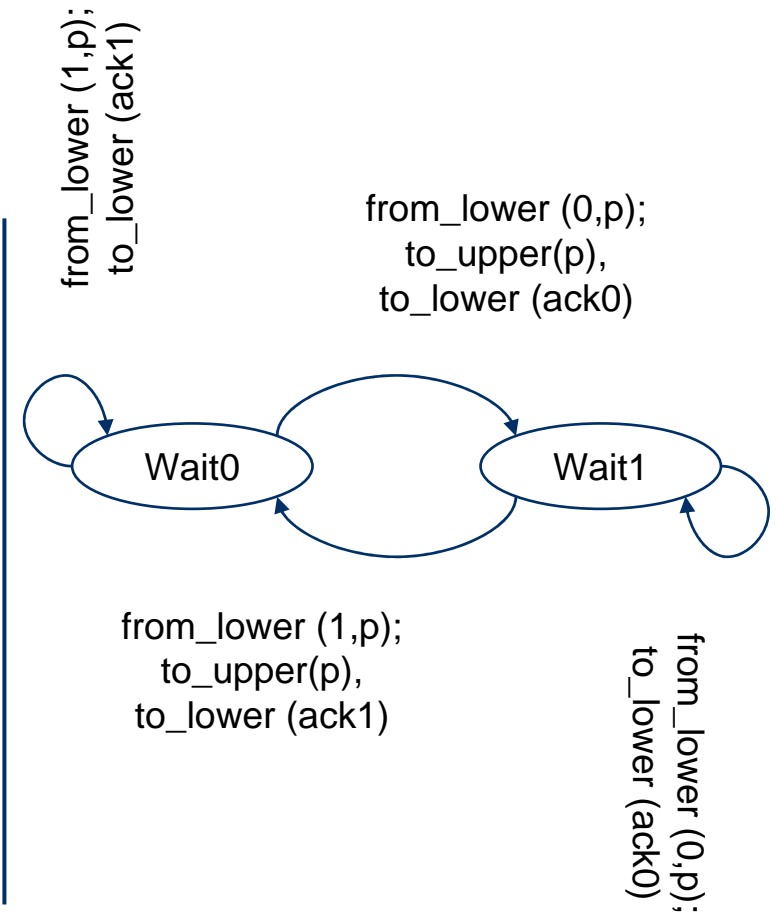 from_lower (1,p);
to_lower (ack1)
from_lower (0,p);
to_upper(p),
to_lower (ack0)
Wait0
Wait1
from_lower (1,p);
to_upper(p),
to_lower (ack1)
from_lower (0,p);
to_lower (ack0)